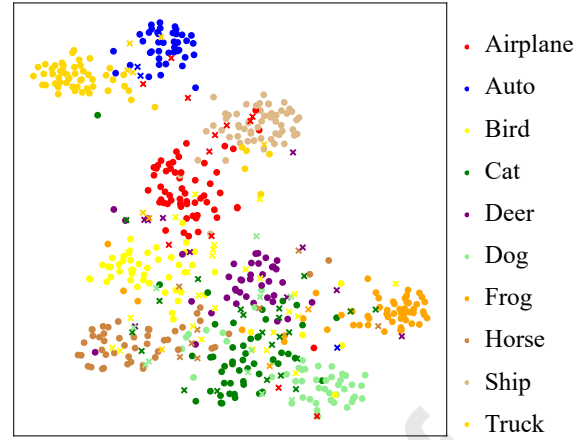 Airplane
Auto
Bird
Cat
Deer
Dog
Frog
Horse
Ship
Truck